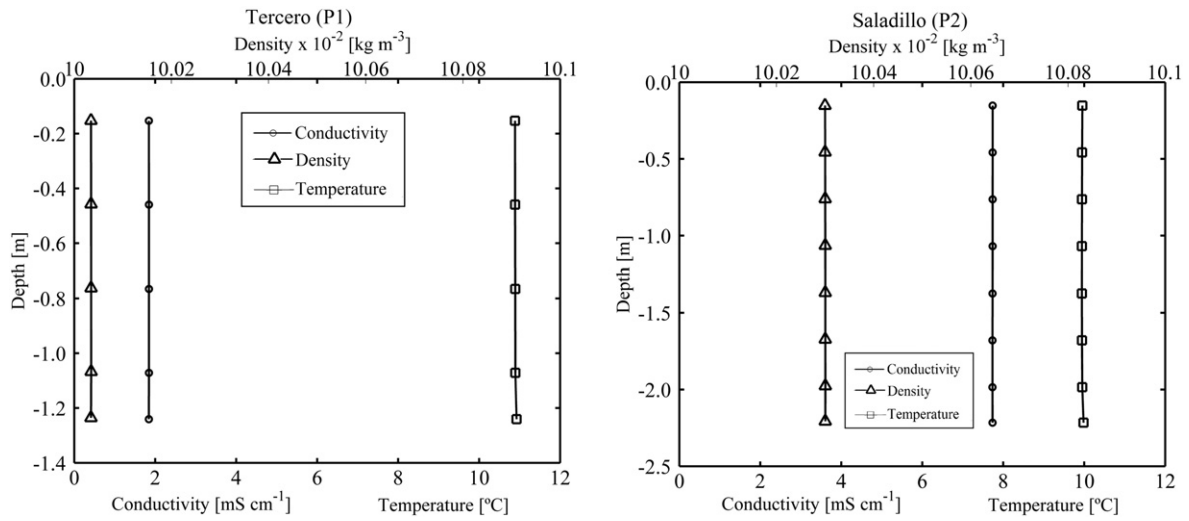 Tercero (P1)
Density x 10⁻² [kg m⁻³]
10 10.02 10.04 10.06 10.08 10.1
0.0
-0.2
-0.4
-0.6
-0.8
-1.0
-1.2
-1.4
Depth [m]
Conductivity
Density
Temperature
0 2 4 6 8 10 12
Conductivity [mS cm⁻¹] Temperature [ºC]
Saladillo (P2)
Density x 10⁻² [kg m⁻³]
10 10.02 10.04 10.06 10.08 10.1
0.0
-0.5
-1.0
-1.5
-2.0
-2.5
Depth [m]
Conductivity
Density
Temperature
0 2 4 6 8 10 12
Conductivity [mS cm⁻¹] Temperature [ºC]